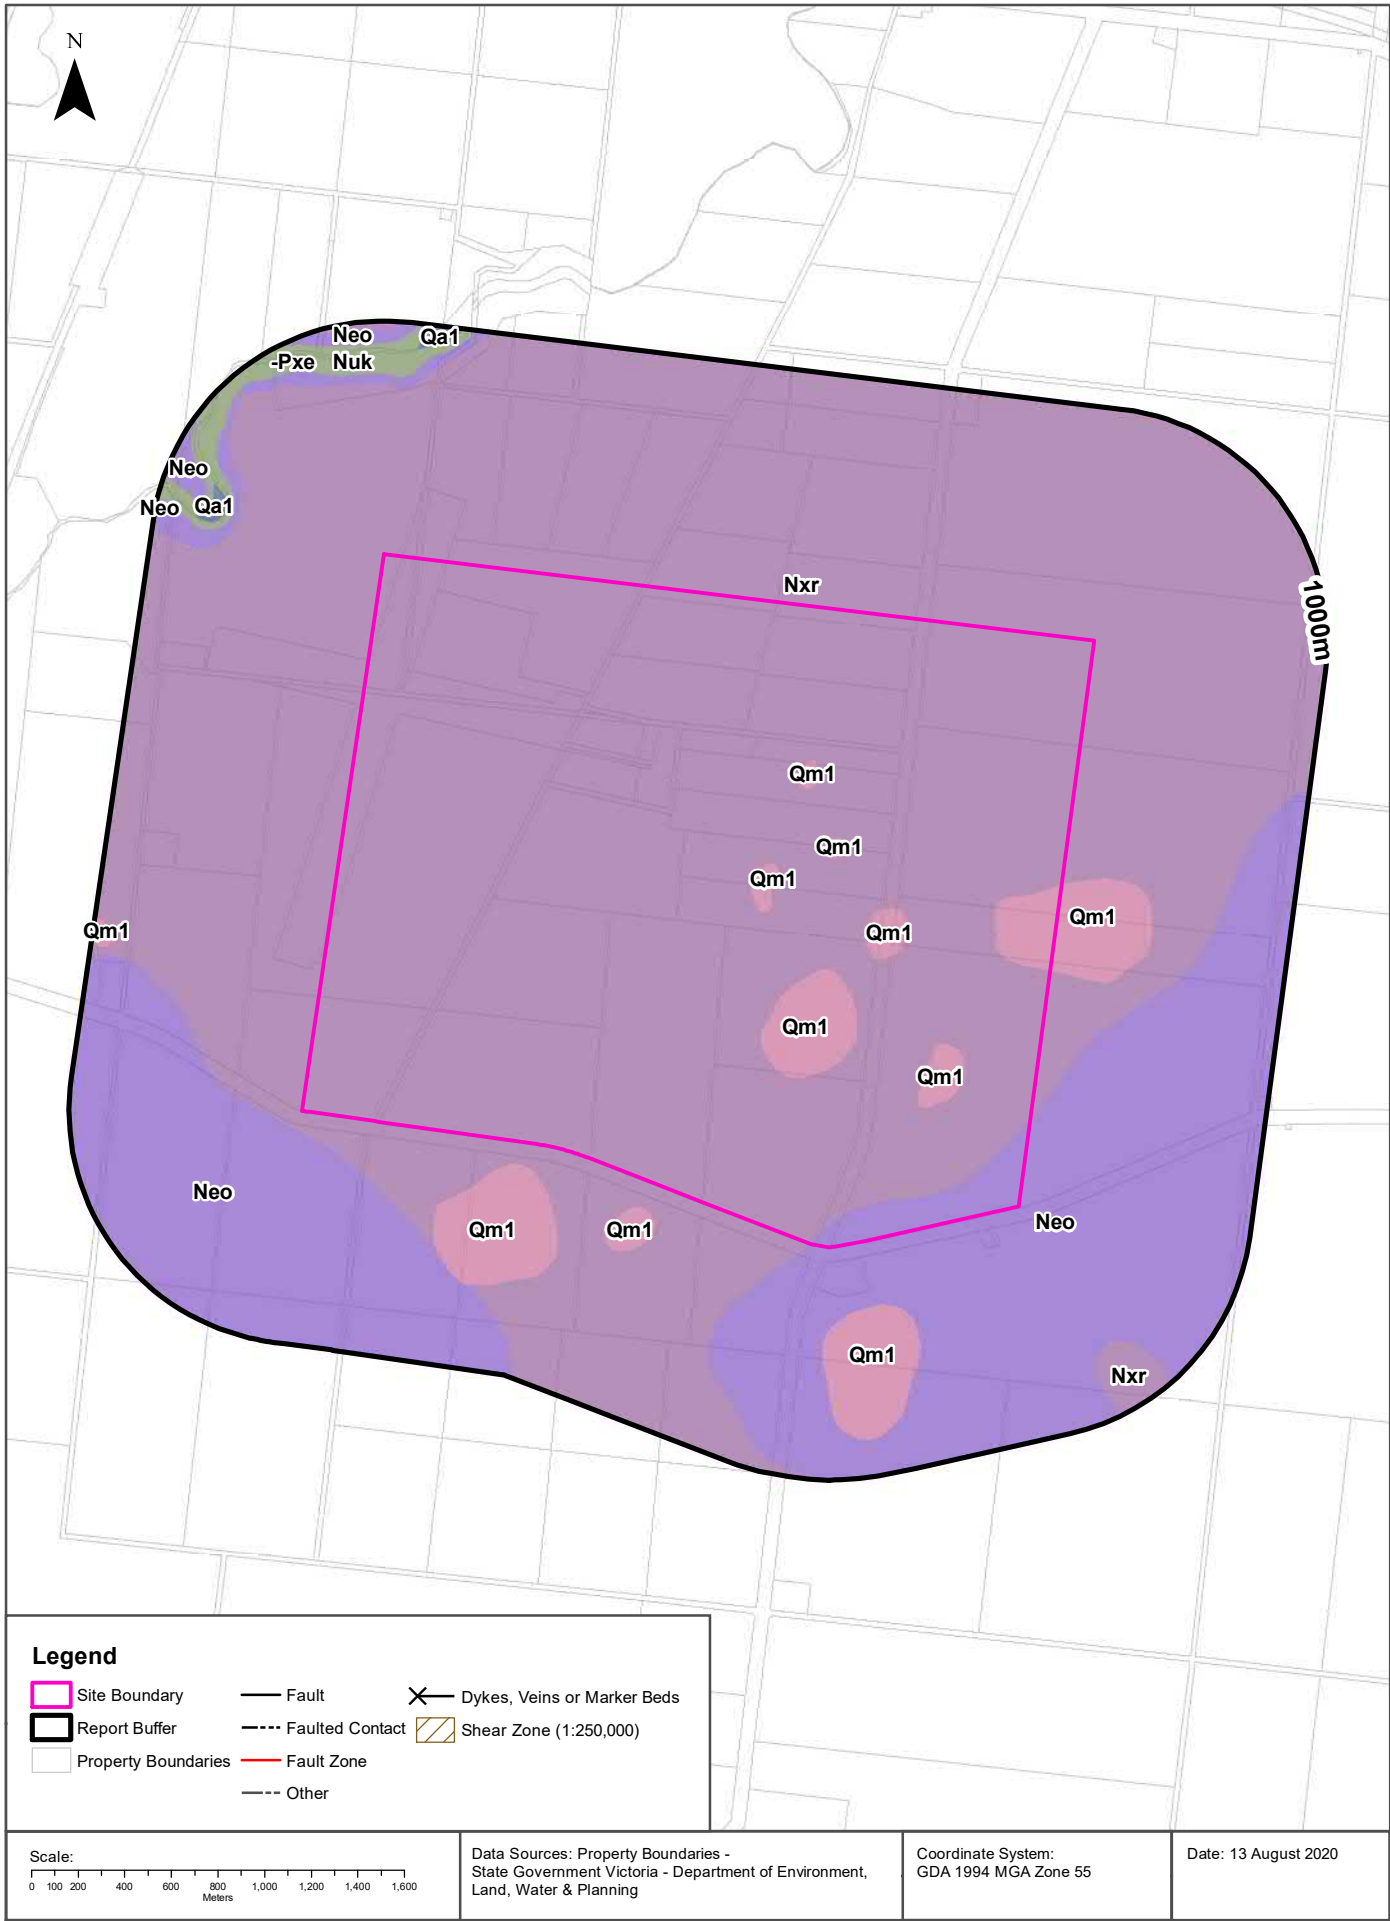 N
Neo
Qa1
-Pxe Nuk
Neo
Neo
Qa1
Nxr
1000m
Qm1
Qm1
Qm1
Qm1
Qm1
Qm1
Qm1
Qm1
Neo
Qm1
Qm1
Neo
Qm1
Nxr
Legend
Site Boundary
Report Buffer
Property Boundaries
Fault
Faulted Contact
Fault Zone
Other
Dykes, Veins or Marker Beds
Shear Zone (1:250,000)
Scale:
0 100 200 400 600 800 1,000 1,200 1,400 1,600
Meters
Data Sources: Property Boundaries -
State Government Victoria - Department of Environment,
Land, Water & Planning
Coordinate System:
GDA 1994 MGA Zone 55
Date: 13 August 2020